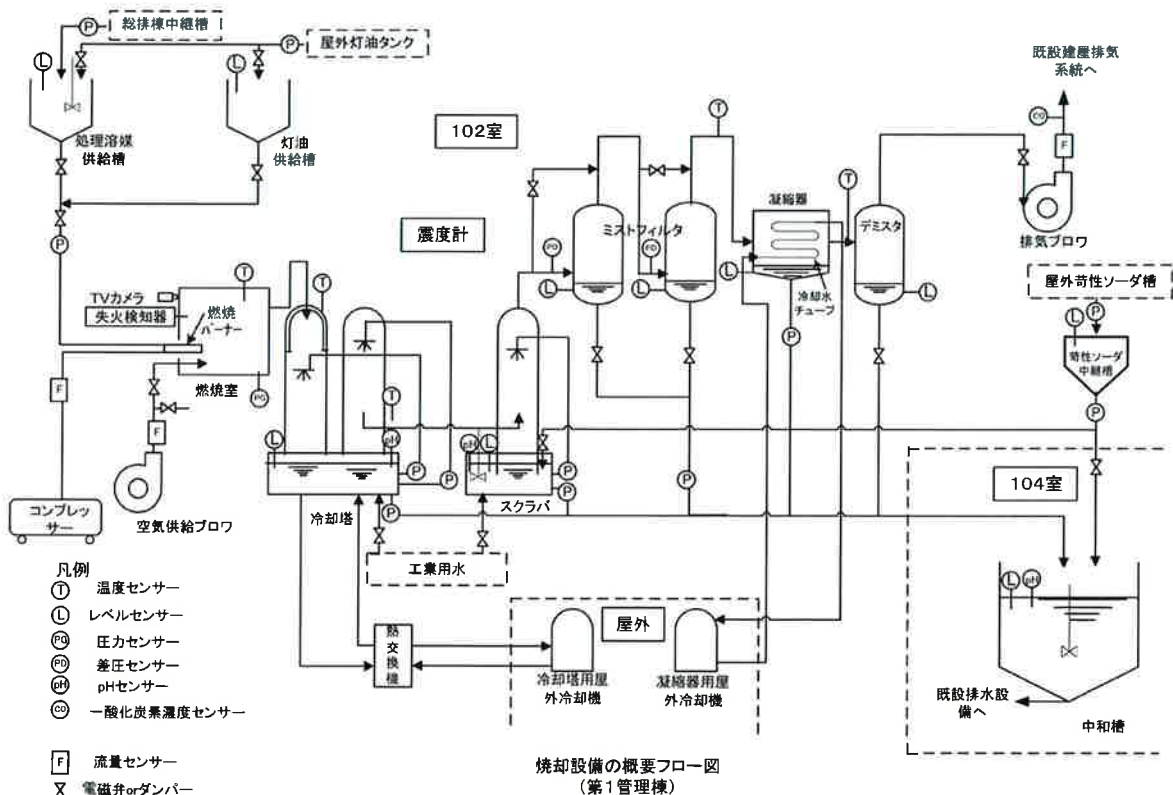 P
総排棟中継槽
P
屋外灯油タンク
L
L
処理溶媒
供給槽
灯油
供給槽
P
102室
震度計
T
既設建屋排気
系統へ
CO
F
排気ブロワ
ミストフィルタ
PD
PD
L
L
凝縮器
L
冷却水
チューブ
P
T
デミスタ
L
屋外苛性ソーダ槽
P
L
苛性ソーダ
中継槽
P
TVカメラ
失火検知器
燃焼
バーナー
T
T
燃焼室
PG
F
F
コンプレッ
サー
空気供給ブロワ
L
T
pH
P
P
P
冷却塔
pH
L
P
P
スクラバ
P
工業用水
熱交換機
屋外
冷却塔用屋
外冷却機
凝縮器用屋
外冷却機
104室
L
pH
既設排水設
備へ
中和槽
凡例
T 温度センサー
L レベルセンサー
PG 圧力センサー
PD 差圧センサー
pH pHセンサー
CO 一酸化炭素濃度センサー
F 流量センサー
電磁弁orダンパー
焼却設備の概要フロー図
(第1管理棟)